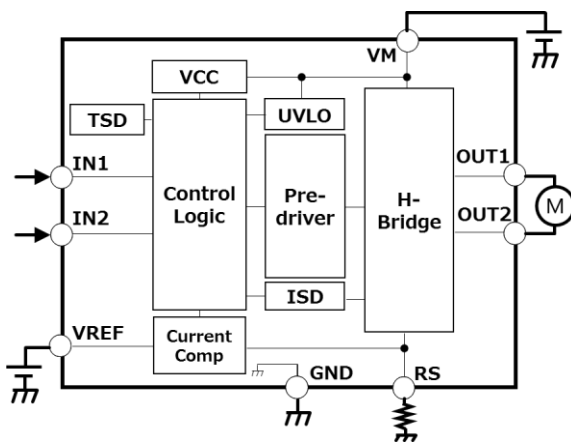 VM
VCC
TSD
UVLO
IN1
OUT1
Control
Logic
Pre-
driver
H-
Bridge
IN2
OUT2
ISD
VREF
Current
Comp
GND
RS
M